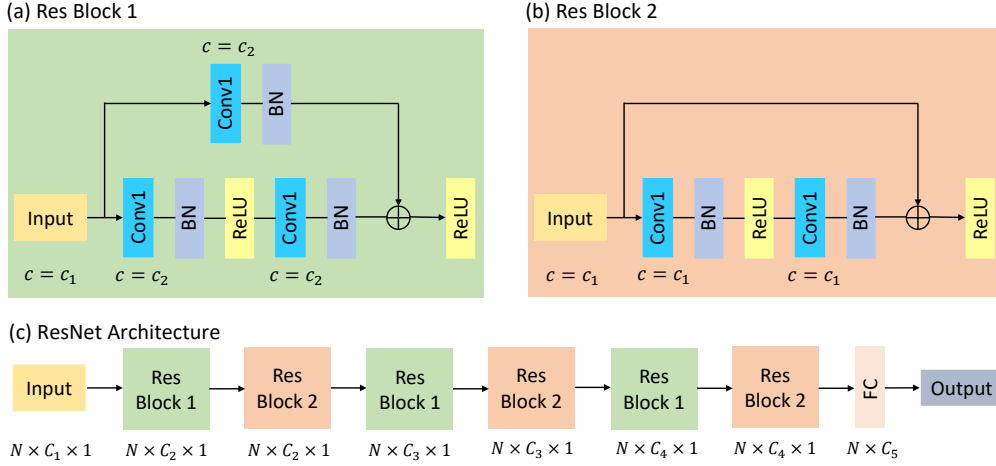 (a) Res Block 1
c = c₂
Conv1
BN
Input
Conv1
BN
ReLU
Conv1
BN
ReLU
c = c₁
c = c₂
c = c₂
(b) Res Block 2
Input
Conv1
BN
ReLU
Conv1
BN
ReLU
c = c₁
c = c₁
c = c₁
(c) ResNet Architecture
Input
Res
Block 1
Res
Block 2
Res
Block 1
Res
Block 2
Res
Block 1
Res
Block 2
FC
Output
N × C₁ × 1
N × C₂ × 1
N × C₂ × 1
N × C₃ × 1
N × C₃ × 1
N × C₄ × 1
N × C₄ × 1
N × C₅